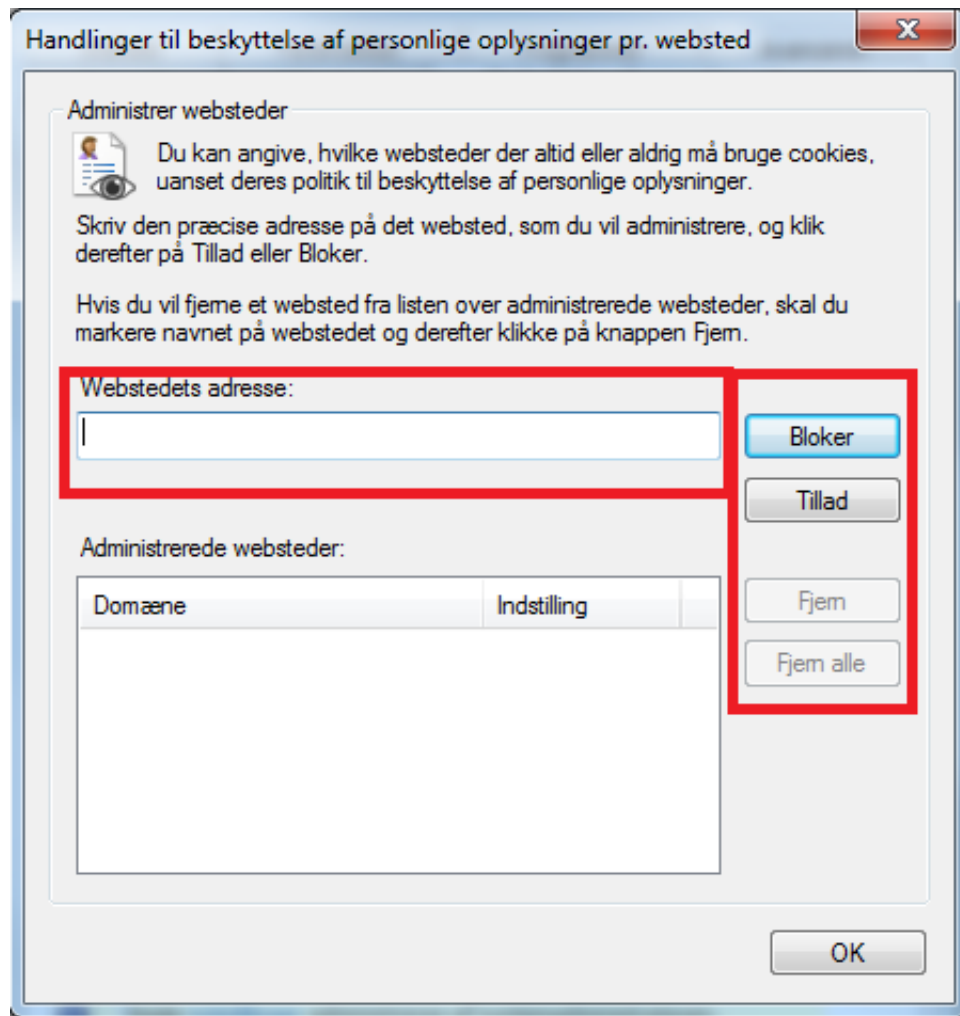 Handlinger til beskyttelse af personlige oplysninger pr. websted
Administrer websteder
Du kan angive, hvilke websteder der altid eller aldrig må bruge cookies,
uanset deres politik til beskyttelse af personlige oplysninger.
Skriv den præcise adresse på det websted, som du vil administrere, og klik
derefter på Tillad eller Bloker.
Hvis du vil fjerne et websted fra listen over administrerede websteder, skal du
markere navnet på webstedet og derefter klikke på knappen Fjern.
Webstedets adresse:
Bloker
Tillad
Administrerede websteder:
Domæne Indstilling
Fjern
Fjern alle
OK